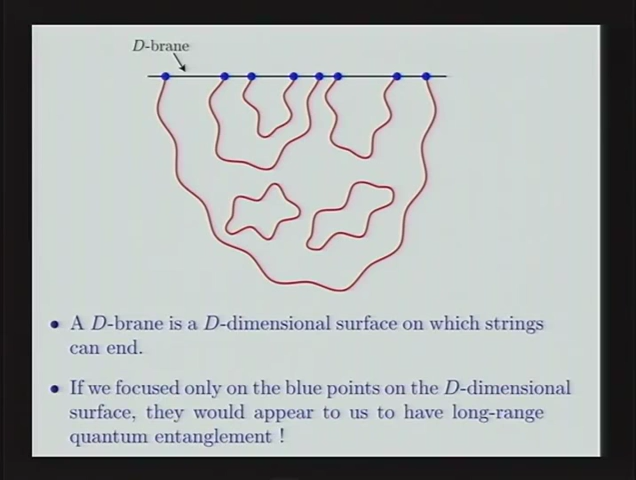 D-brane
• A D-brane is a D-dimensional surface on which strings
can end.
• If we focused only on the blue points on the D-dimensional
surface, they would appear to us to have long-range
quantum entanglement !